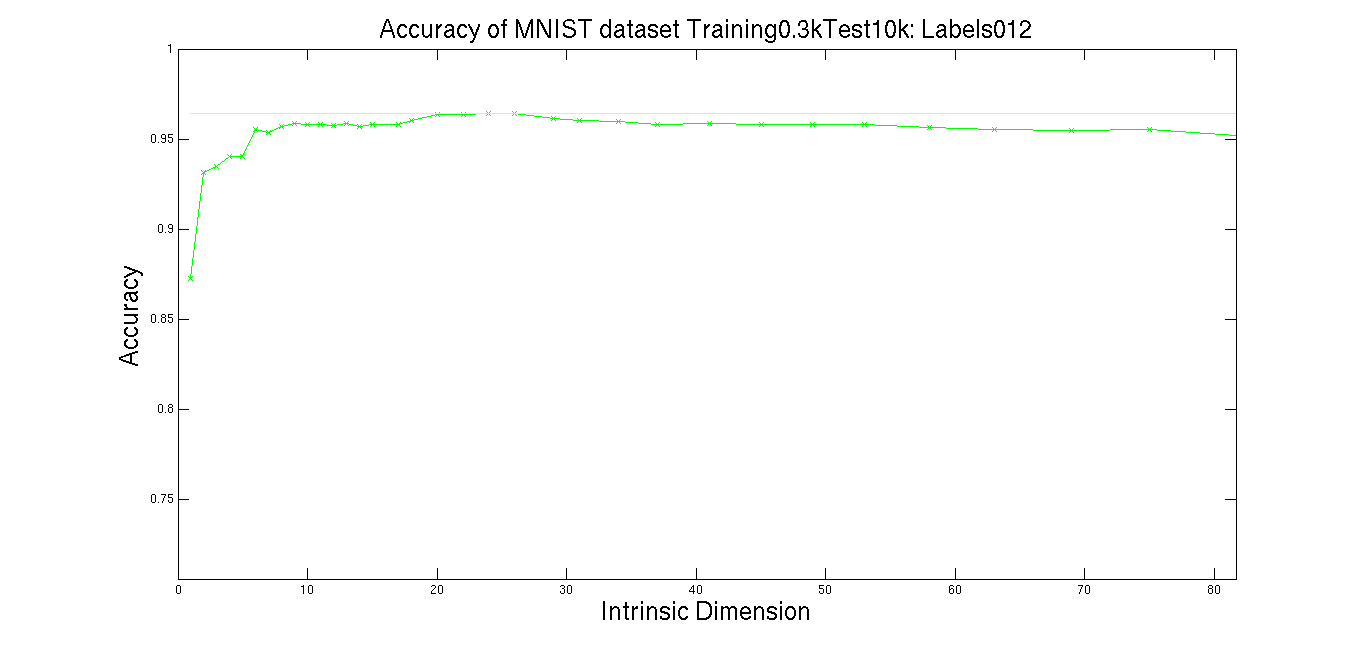 Accuracy of MNIST dataset Training0.3kTest10k: Labels012
1
0.95
0.9
0.85
0.8
0.75
Accuracy
0 10 20 30 40 50 60 70 80
Intrinsic Dimension